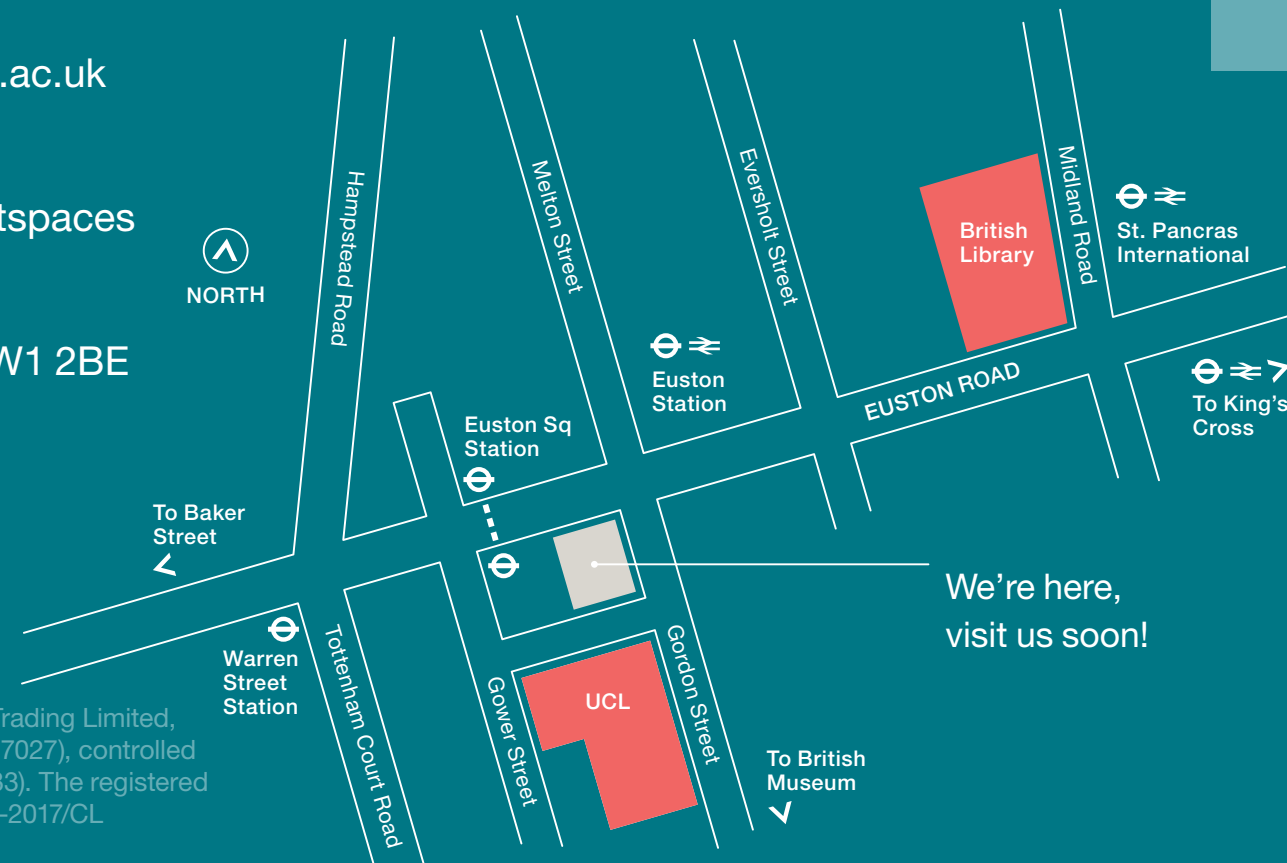 .ac.uk
tspaces
W1 2BE
NORTH
Hampstead Road
Melton Street
Eversholt Street
Midland Road
British
Library
St. Pancras
International
Euston
Station
EUSTON ROAD
To King's
Cross
Euston Sq
Station
To Baker
Street
Warren
Street
Station
Tottenham Court Road
Gower Street
UCL
Gordon Street
We’re here,
visit us soon!
To British
Museum
Trading Limited,
7027), controlled
33). The registered
-2017/CL